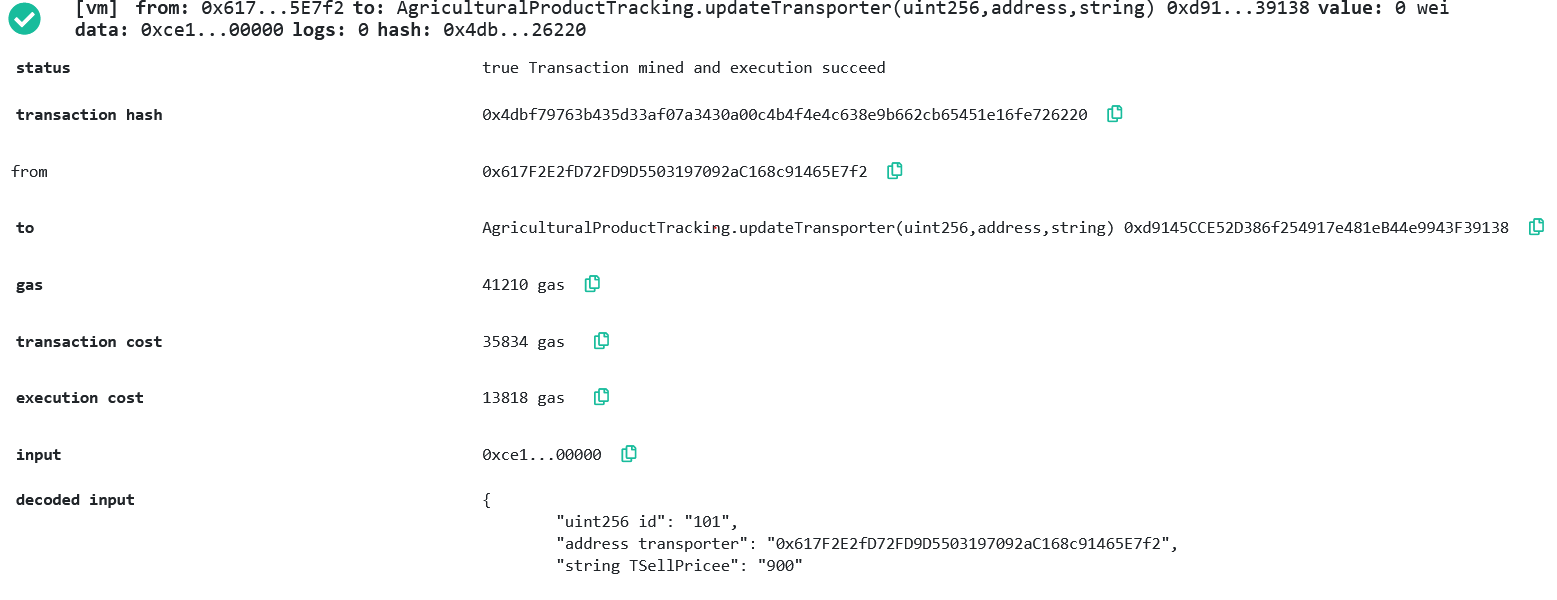 [vm] from: 0x617...5E7f2 to: AgriculturalProductTracking.updateTransporter(uint256,address,string) 0xd91...39138 value: 0 wei
data: 0xce1...00000 logs: 0 hash: 0x4db...26220
status true Transaction mined and execution succeed
transaction hash 0x4dbf79763b435d33af07a3430a00c4b4f4e4c638e9b662cb65451e16fe726220
from 0x617F2E2fD72FD9D5503197092aC168c91465E7f2
to AgriculturalProductTracking.updateTransporter(uint256,address,string) 0xd9145CCE52D386f254917e481eB44e9943F39138
gas 41210 gas
transaction cost 35834 gas
execution cost 13818 gas
input 0xce1...00000
decoded input {
"uint256 id": "101",
"address transporter": "0x617F2E2fD72FD9D5503197092aC168c91465E7f2",
"string TSellPricee": "900"